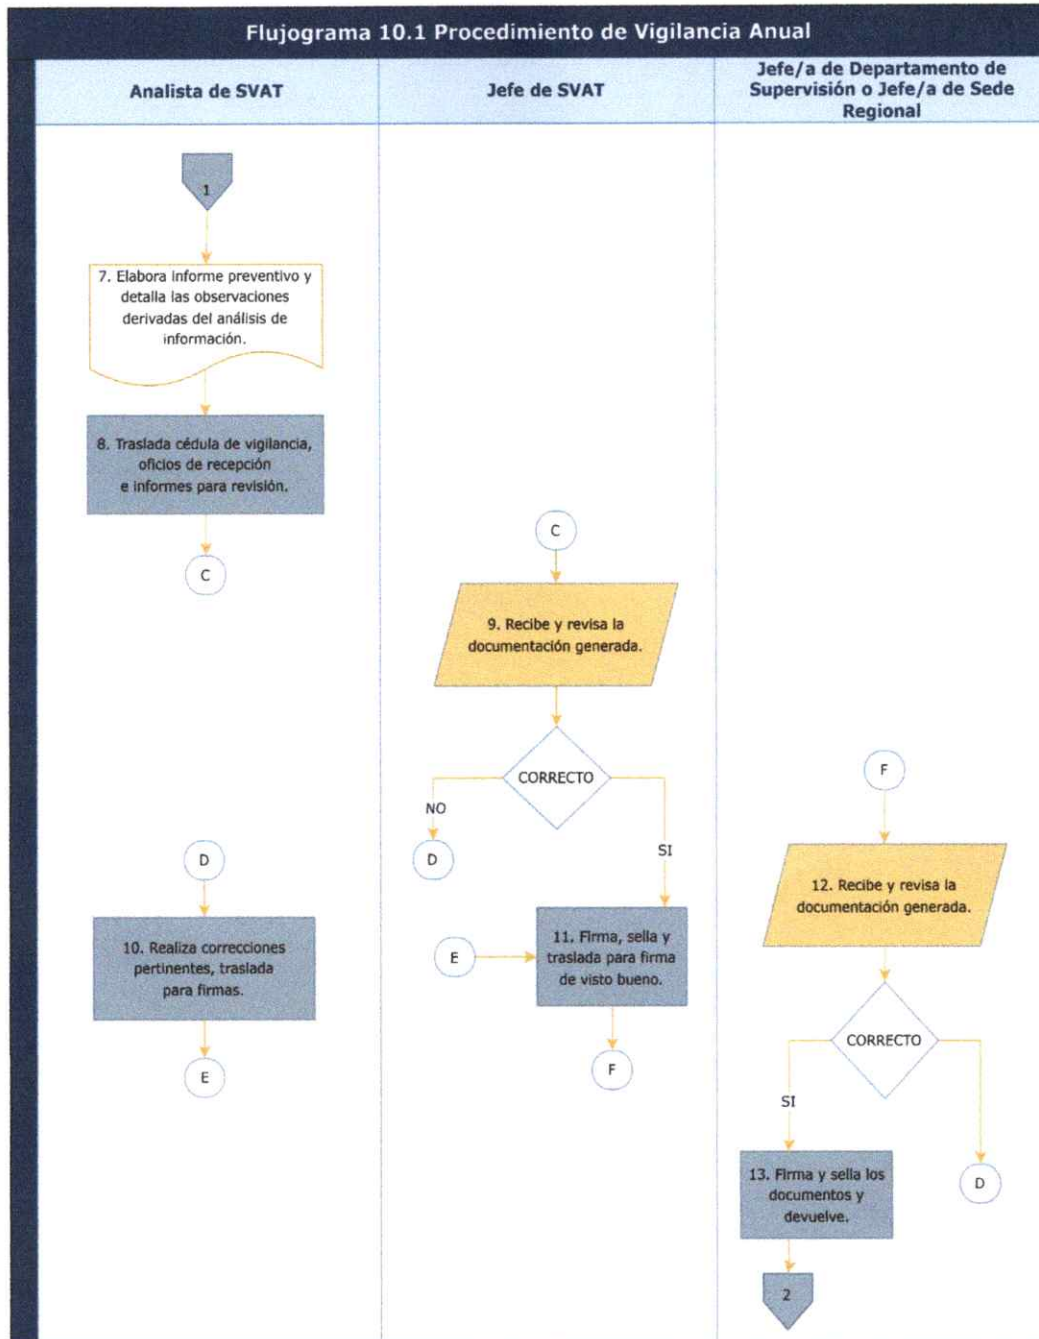 Flujograma 10.1 Procedimiento de Vigilancia Anual
Analista de SVAT
Jefe de SVAT
Jefe/a de Departamento de
Supervisión o Jefe/a de Sede
Regional
1
7. Elabora informe preventivo y
detalla las observaciones
derivadas del análisis de
información.
8. Traslada cédula de vigilancia,
oficios de recepción
e informes para revisión.
C
C
9. Recibe y revisa la
documentación generada.
CORRECTO
NO
D
SI
D
10. Realiza correcciones
pertinentes, traslada
para firmas.
E
E
11. Firma, sella y
traslada para firma
de visto bueno.
F
F
12. Recibe y revisa la
documentación generada.
CORRECTO
SI
D
13. Firma y sella los
documentos y
devuelve.
2